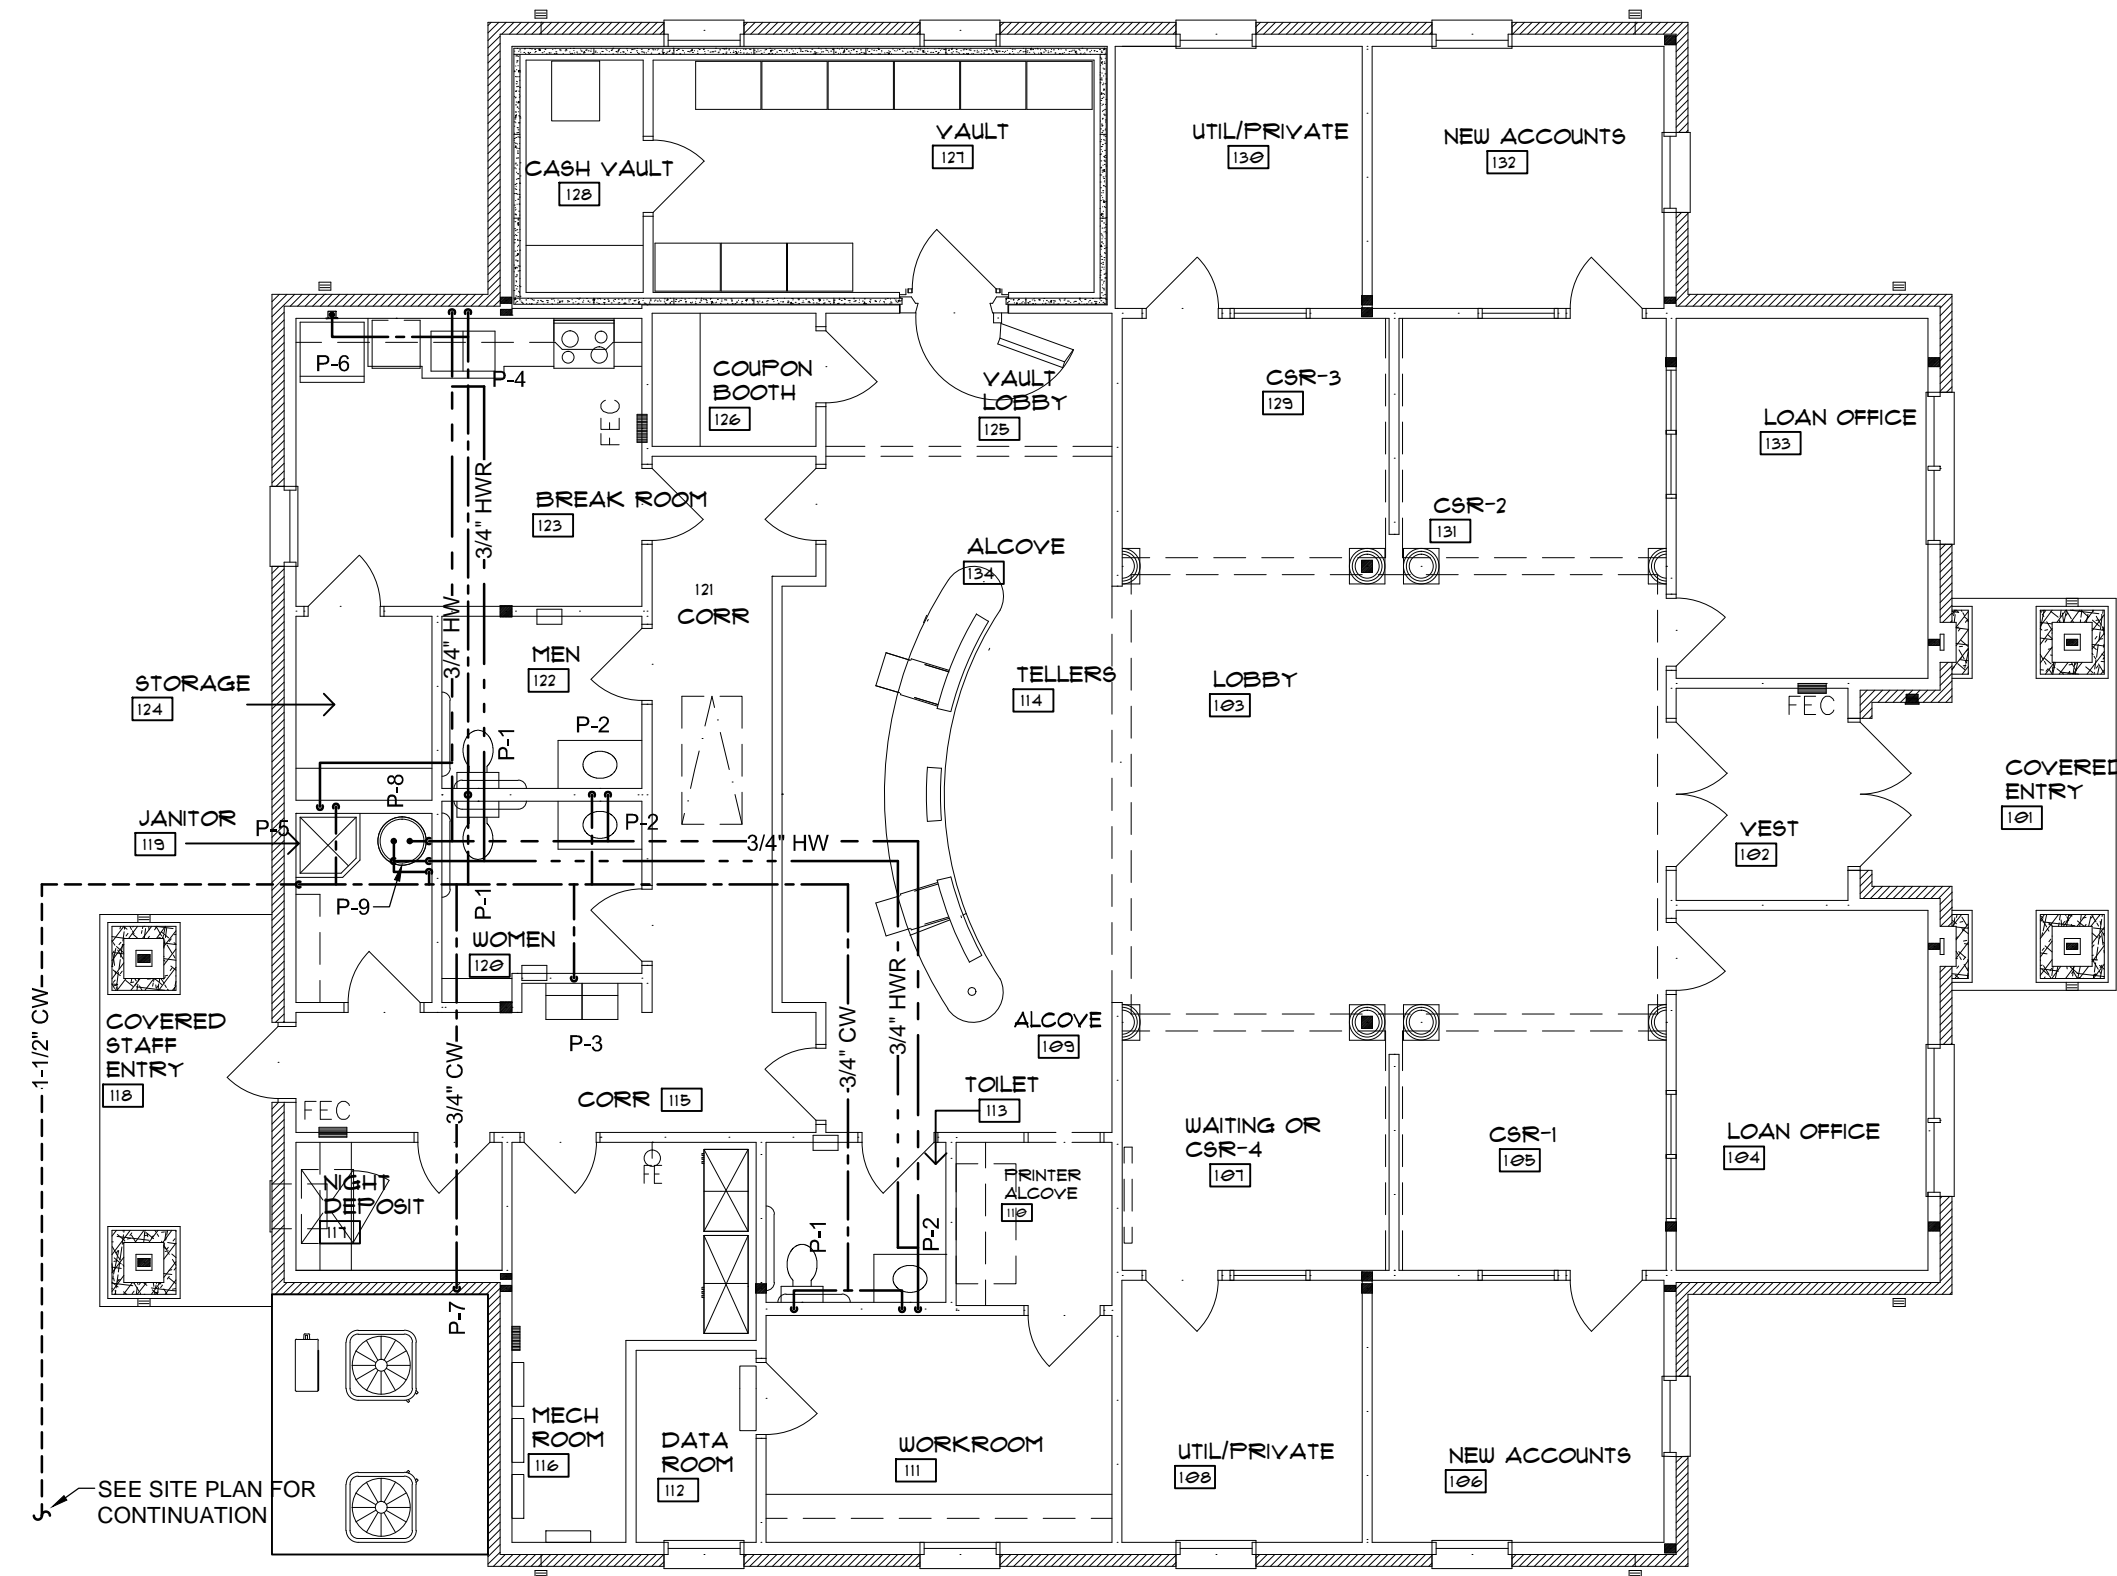 VAULT
127
CASH VAULT
128
UTIL/PRIVATE
130
NEW ACCOUNTS
132
P-6
P-4
COUPON
BOOTH
126
FEC
VAULT
LOBBY
125
CSR-3
129
CSR-2
131
LOAN OFFICE
133
3/4" HWR
BREAK ROOM
123
ALCOVE
134
121
CORR
3/4" HW
MEN
122
STORAGE
124
TELLERS
114
LOBBY
103
FEC
P-2
P-1
P-8
COVERED
ENTRY
101
JANITOR
119
P-5
P-2
3/4" HW
VEST
102
P-9
P-1
WOMEN
120
1-1/2" CW
COVERED
STAFF
ENTRY
118
P-3
3/4" CW
3/4" CW
3/4" HWR
ALCOVE
109
CORR 115
FEC
TOILET
113
FE
NIGHT
DEPOSIT
117
PRINTER
ALCOVE
110
WAITING OR
CSR-4
107
CSR-1
105
LOAN OFFICE
104
P-1
P-2
P-7
MECH
ROOM
116
DATA
ROOM
112
WORKROOM
111
UTIL/PRIVATE
108
NEW ACCOUNTS
106
SEE SITE PLAN FOR
CONTINUATION